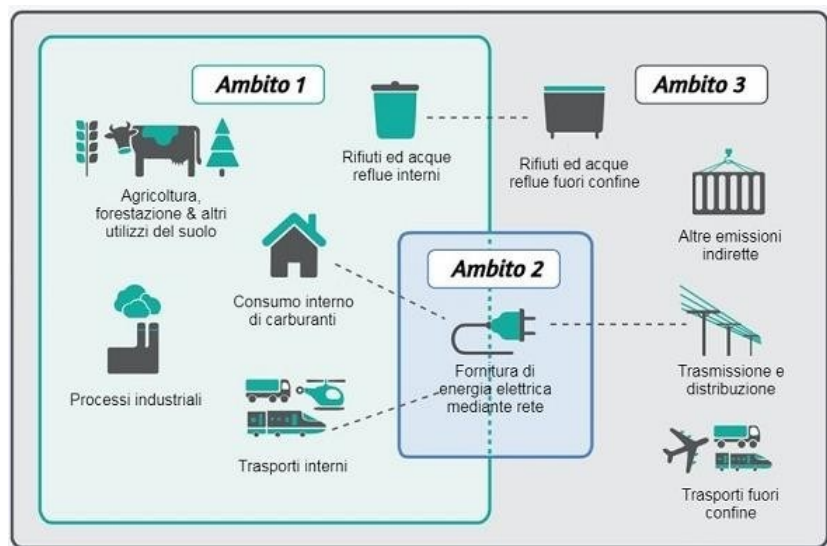 Ambito 1
Ambito 3
Rifiuti ed acque
reflue interni
Rifiuti ed acque
reflue fuori confine
Agricoltura,
forestazione & altri
utilizzi del suolo
Altre emissioni
indirette
Ambito 2
Consumo interno
di carburanti
Fornitura di
energia elettrica
mediante rete
Trasmissione e
distribuzione
Processi industriali
Trasporti interni
Trasporti fuori
confine